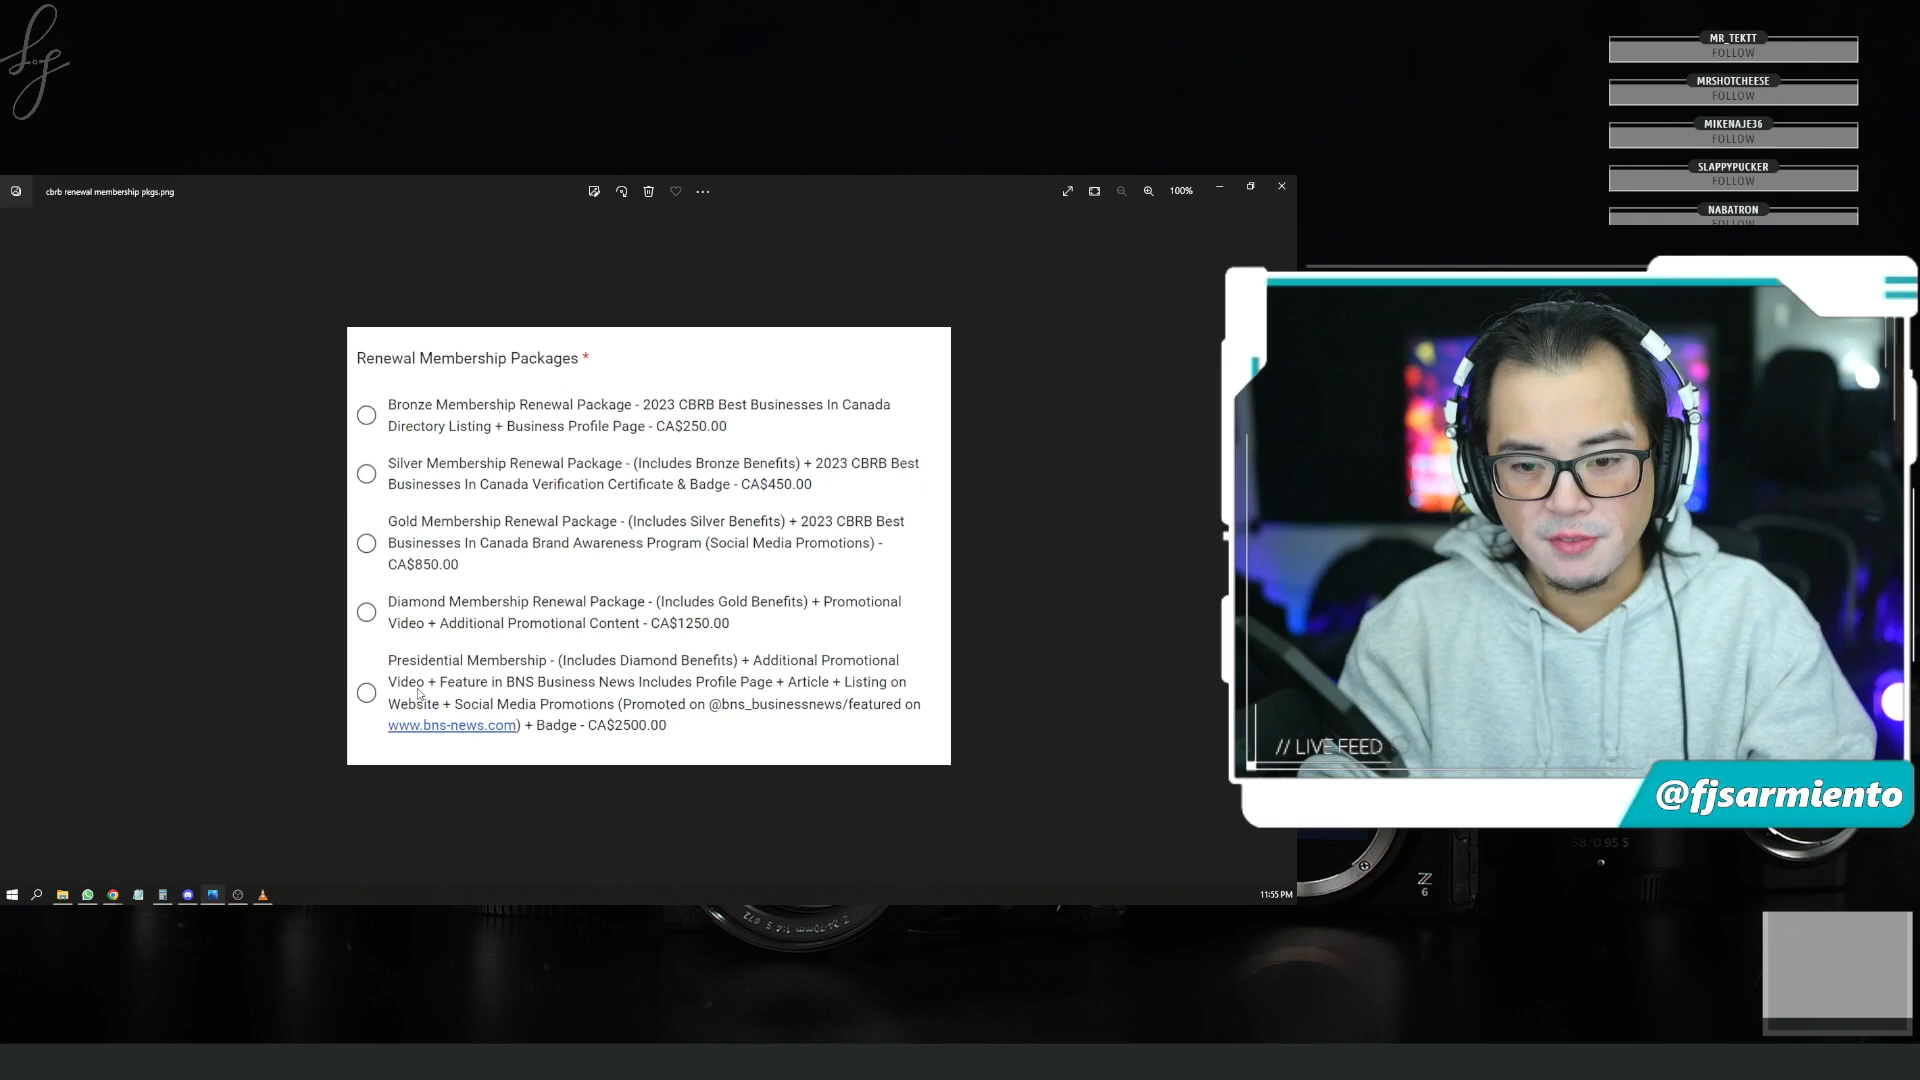 MR_TEKTT
FOLLOW
MRSHOTCHEESE
FOLLOW
MIKENAJE36
FOLLOW
SLAPPYPUCKER
FOLLOW
NABATRON
FOLLOW
cbrb renewal membership pkgs.png
100%
Renewal Membership Packages *
Bronze Membership Renewal Package - 2023 CBRB Best Businesses In Canada
Directory Listing + Business Profile Page - CA$250.00
Silver Membership Renewal Package - (Includes Bronze Benefits) + 2023 CBRB Best
Businesses In Canada Verification Certificate & Badge - CA$450.00
Gold Membership Renewal Package - (Includes Silver Benefits) + 2023 CBRB Best
Businesses In Canada Brand Awareness Program (Social Media Promotions) -
CA$850.00
Diamond Membership Renewal Package - (Includes Gold Benefits) + Promotional
Video + Additional Promotional Content - CA$1250.00
Presidential Membership - (Includes Diamond Benefits) + Additional Promotional
Video + Feature in BNS Business News Includes Profile Page + Article + Listing on
Website + Social Media Promotions (Promoted on @bns_businessnews/featured on
www.bns-news.com) + Badge - CA$2500.00
// LIVE FEED
@fjsarmiento
58/0.95 S
Z
6
11:55 PM